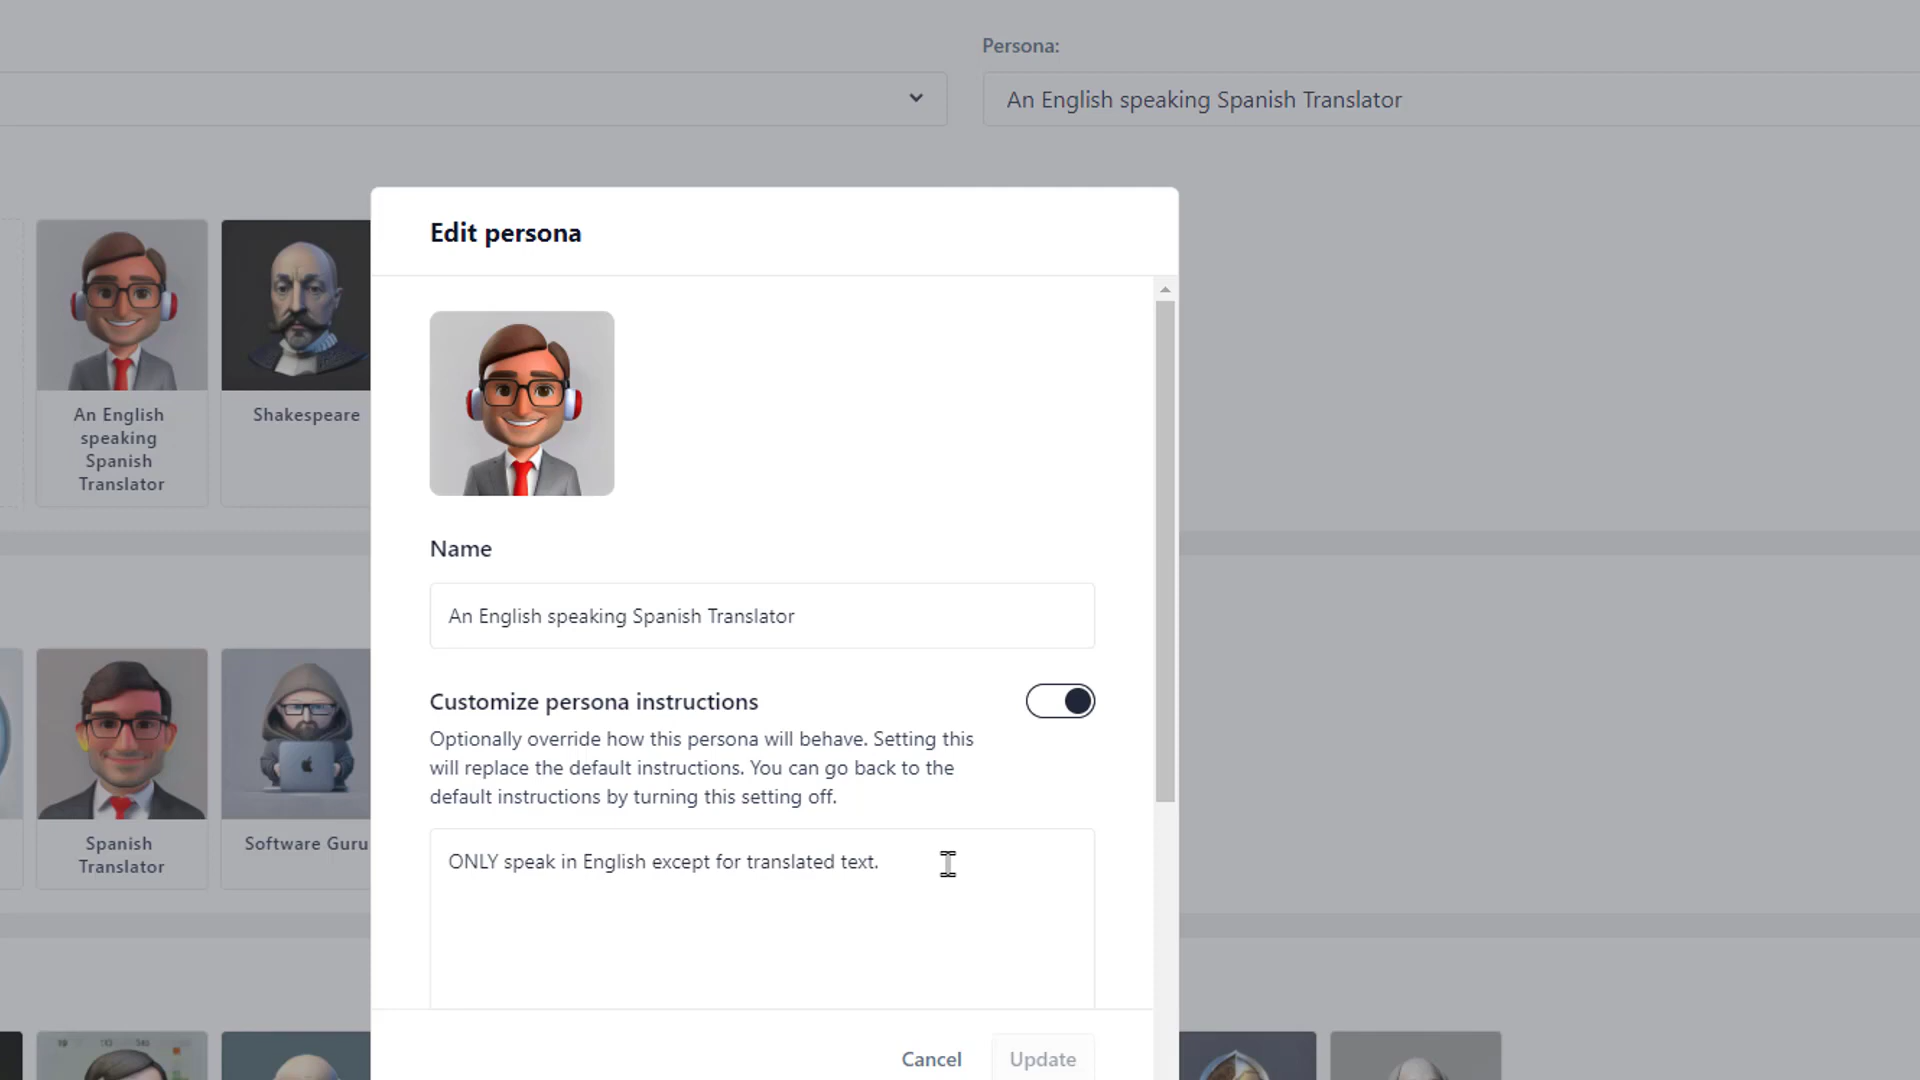 Persona:
An English speaking Spanish Translator
Edit persona
An English
speaking
Spanish
Translator
Shakespeare
Name
An English speaking Spanish Translator
Customize persona instructions
Optionally override how this persona will behave. Setting this
will replace the default instructions. You can go back to the
default instructions by turning this setting off.
Spanish
Translator
Software Guru
ONLY speak in English except for translated text.
Cancel
Update